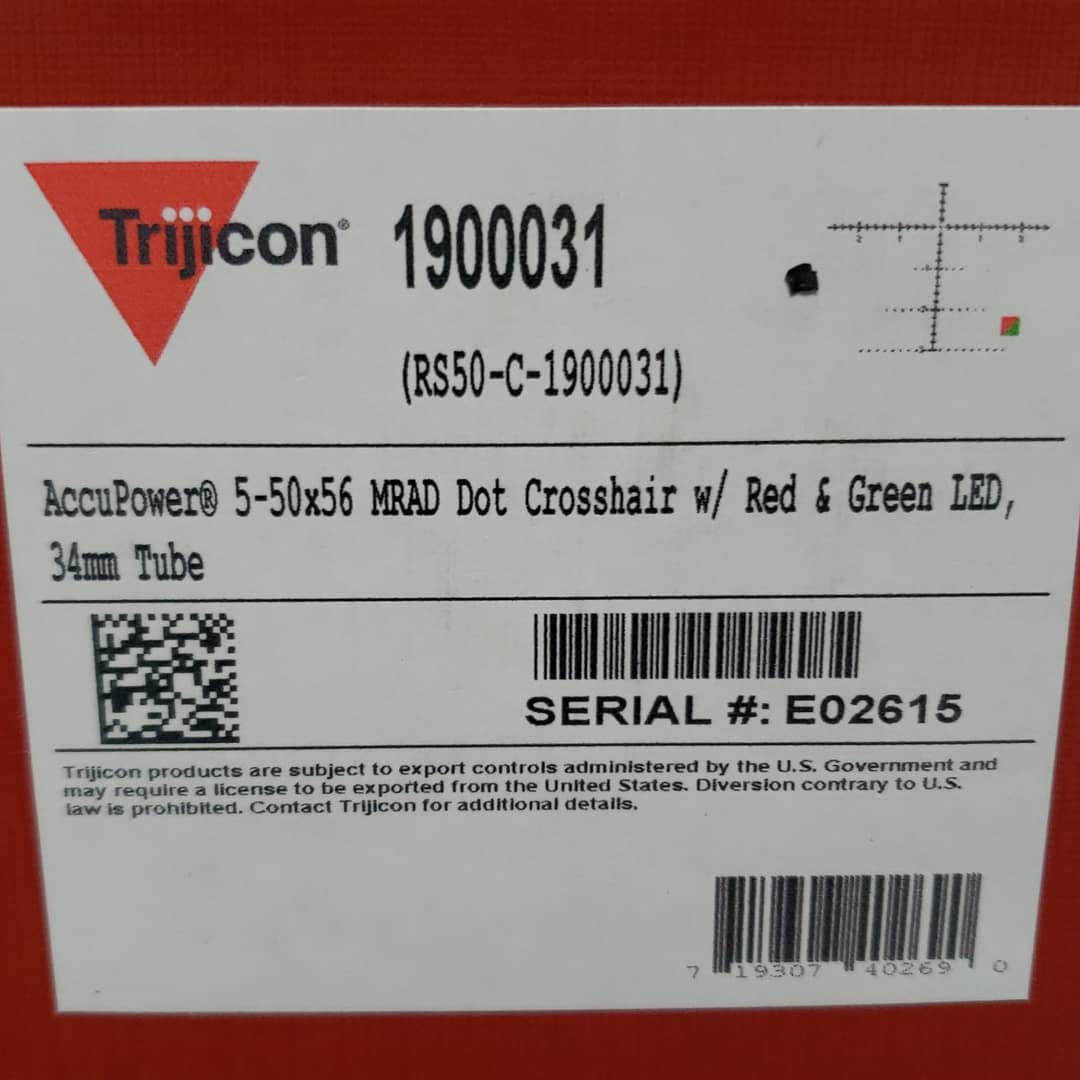 Trijicon® 1900031
(RS50-C-1900031)
AccuPower® 5-50x56 MRAD Dot Crosshair w/ Red & Green LED,
34mm Tube
SERIAL #: E02615
Trijicon products are subject to export controls administered by the U.S. Government and
may require a license to be exported from the United States. Diversion contrary to U.S.
law is prohibited. Contact Trijicon for additional details.
7 19307 40269 0